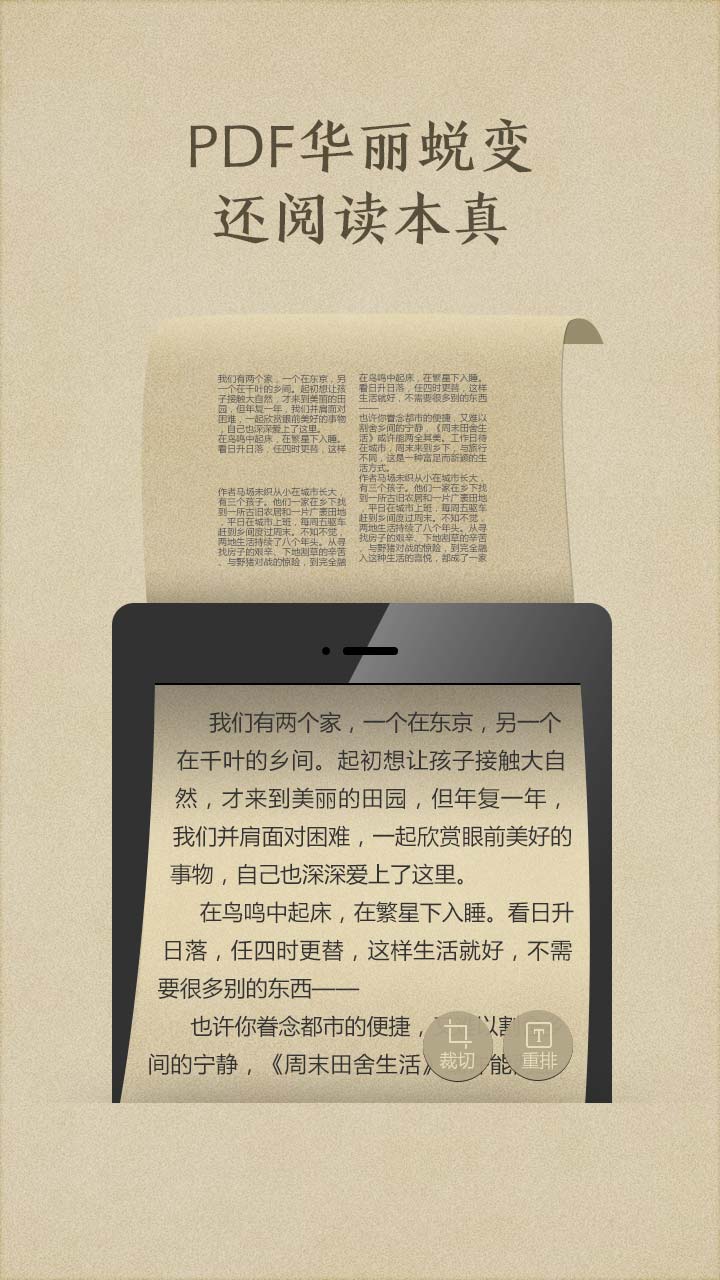 PDF华丽蜕变
还阅读本真
我们有两个家，一个在东京，另
一个在千叶的乡间。起初想让孩
子接触大自然，才来到美丽的田
园，但年复一年，我们并肩面对
困难，一起欣赏眼前美好的事物
，自己也深深爱上了这里。
在鸟鸣中起床，在繁星下入睡。
看日升日落，任四时更替，这样
作者马场未织从小在城市长大，
有三个孩子。他们一家在乡下找
到一所古旧农居和一片广袤田地
，平日在城市上班，每周五驱车
赶到乡间度过周末。不知不觉，
两地生活持续了八个年头。从寻
找房子的艰辛、下地割草的辛苦
、与野猪对战的惊险，到完全融
在鸟鸣中起床，在繁星下入睡。
看日升日落，任四时更替，这样
生活就好，不需要很多别的东西
——
也许你眷念都市的便捷，又难以
割舍乡间的宁静，《周末田舍生
活》或许能两全其美。工作日待
在城市，周末来到乡下，与旅行
不同，这是一种富足而新颖的生
活方式。
作者马场未织从小在城市长大，
有三个孩子。他们一家在乡下找
到一所古旧农居和一片广袤田地
，平日在城市上班，每周五驱车
赶到乡间度过周末。不知不觉，
两地生活持续了八个年头。从寻
找房子的艰辛、下地割草的辛苦
、与野猪对战的惊险，到完全融
入这种生活的喜悦，都成了一家
我们有两个家，一个在东京，另一个
在千叶的乡间。起初想让孩子接触大自
然，才来到美丽的田园，但年复一年，
我们并肩面对困难，一起欣赏眼前美好的
事物，自己也深深爱上了这里。
在鸟鸣中起床，在繁星下入睡。看日升
日落，任四时更替，这样生活就好，不需
要很多别的东西——
也许你眷念都市的便捷，以
间的宁静，《周末田舍生活》能
裁切
重排